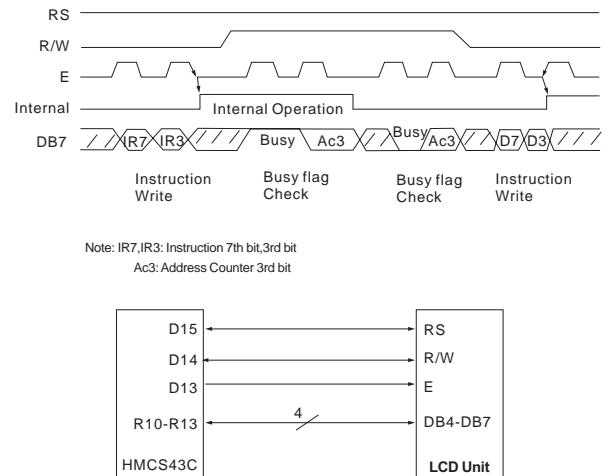 RS
R/W
E
Internal
Internal Operation
DB7
IR7
IR3
Busy
Ac3
Busy
Ac3
D7
D3
Instruction
Write
Busy flag
Check
Busy flag
Check
Instruction
Write
Note: IR7,IR3: Instruction 7th bit,3rd bit
Ac3: Address Counter 3rd bit
D15
RS
D14
R/W
D13
E
R10-R13
4
DB4-DB7
HMCS43C
LCD Unit